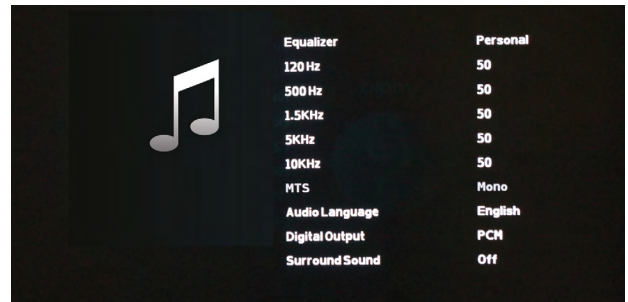 Equalizer Personal
120 Hz 50
500 Hz 50
1.5KHz 50
5KHz 50
10KHz 50
MTS Mono
Audio Language English
Digital Output PCM
Surround Sound Off